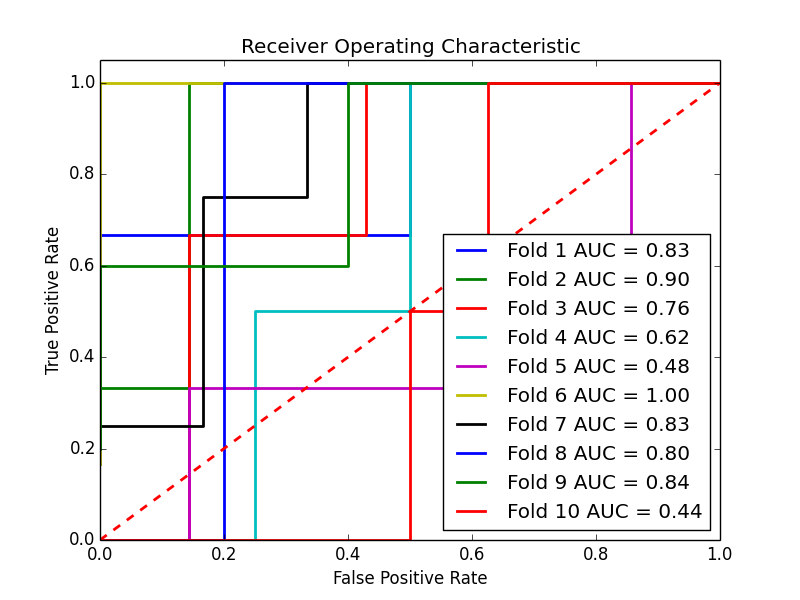 Receiver Operating Characteristic
True Positive Rate
1.0
0.8
0.6
0.4
0.2
0.0
Fold 1 AUC = 0.83
Fold 2 AUC = 0.90
Fold 3 AUC = 0.76
Fold 4 AUC = 0.62
Fold 5 AUC = 0.48
Fold 6 AUC = 1.00
Fold 7 AUC = 0.83
Fold 8 AUC = 0.80
Fold 9 AUC = 0.84
Fold 10 AUC = 0.44
0.0 0.2 0.4 0.6 0.8 1.0
False Positive Rate